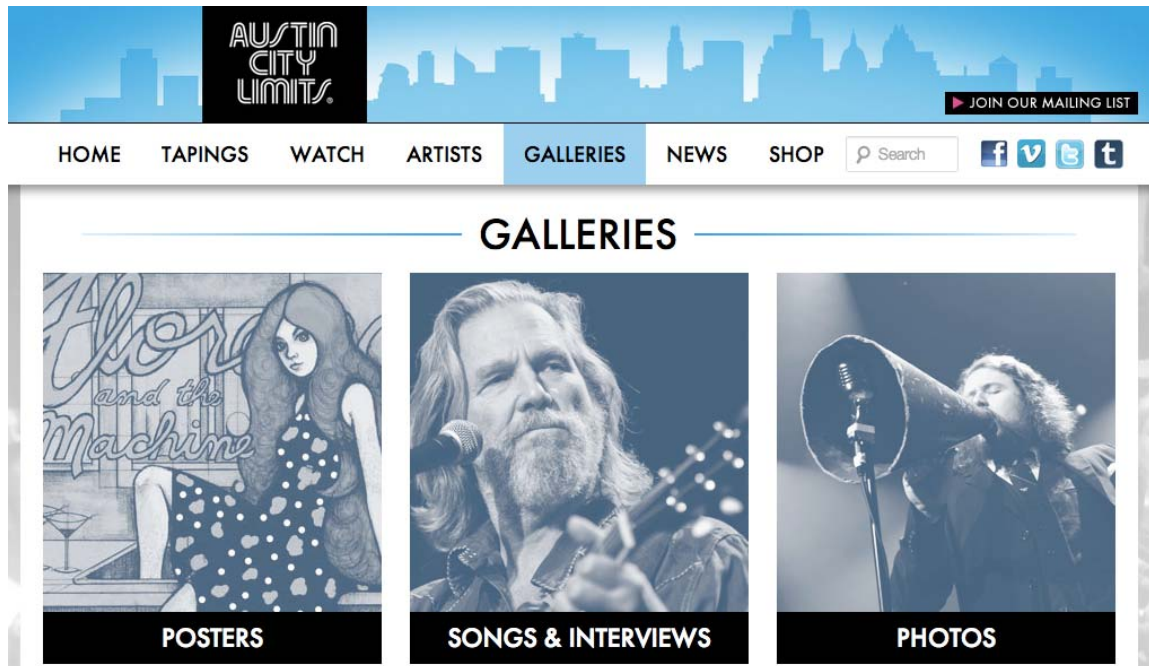 AUSTIN
CITY
LIMITS®
JOIN OUR MAILING LIST
HOME TAPINGS WATCH ARTISTS GALLERIES NEWS SHOP Search f v t t
GALLERIES
Flore
and the
Machine
POSTERS SONGS & INTERVIEWS PHOTOS